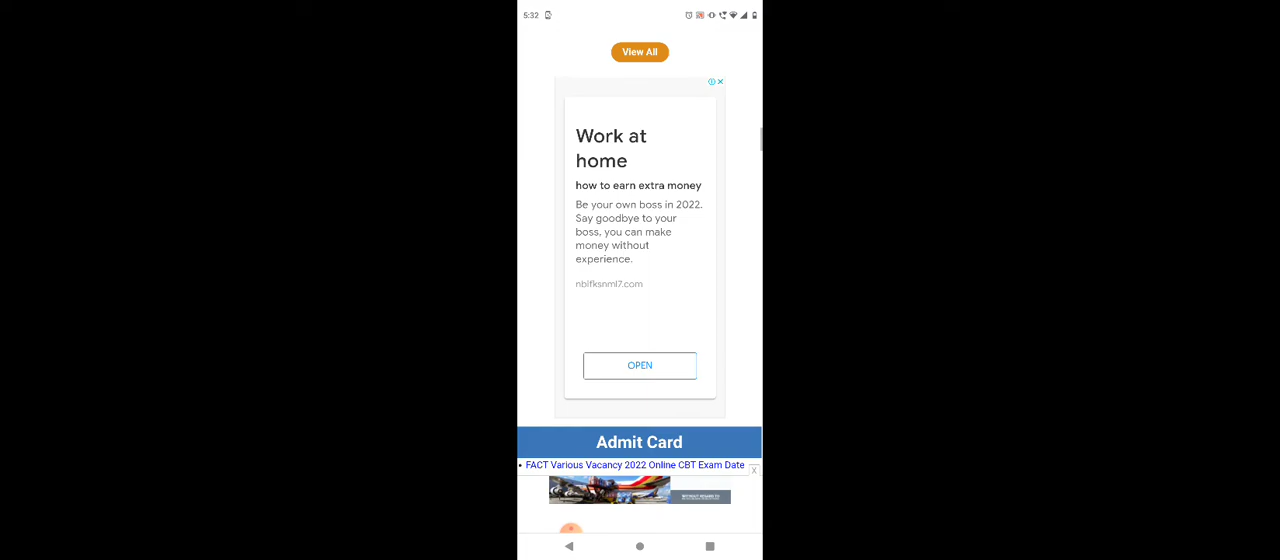 5:32
View All
Work at
home
how to earn extra money
Be your own boss in 2022.
Say goodbye to your
boss, you can make
money without
experience.
nblfksnml7.com
OPEN
Admit Card
• FACT Various Vacancy 2022 Online CBT Exam Date